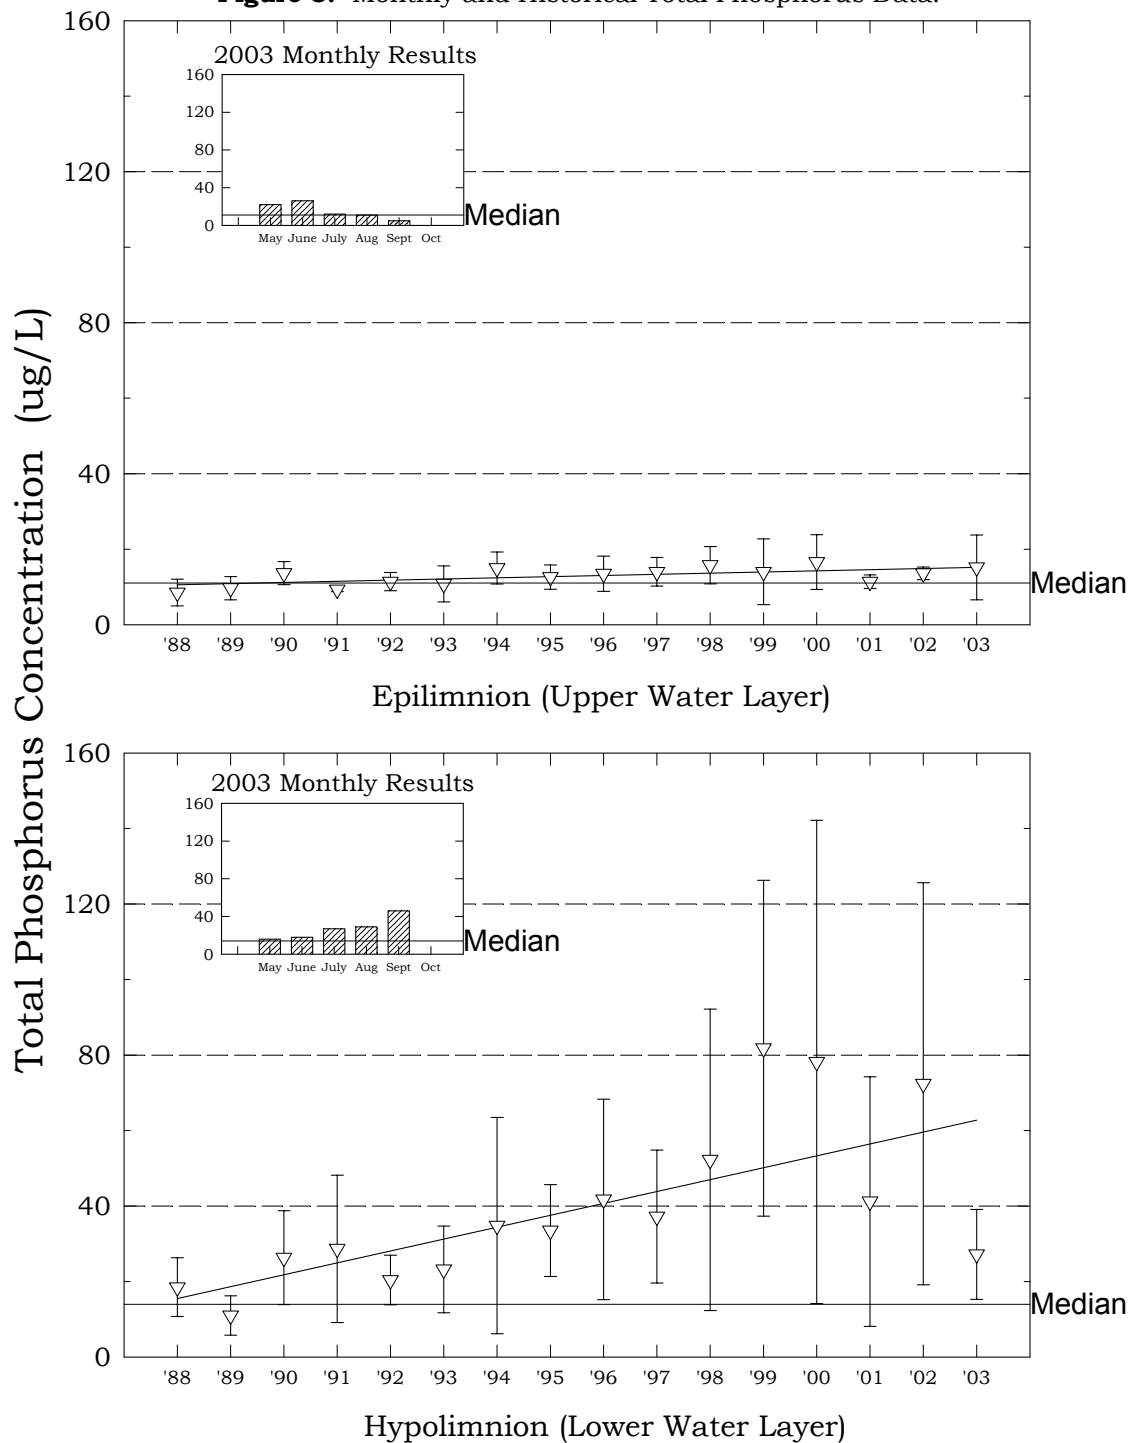 Figure 3. Monthly and Historical Total Phosphorus Data.
Total Phosphorus Concentration (ug/L)
160
120
80
40
0
2003 Monthly Results
160
120
80
40
0
May June July Aug Sept Oct
Median
Median
'88 '89 '90 '91 '92 '93 '94 '95 '96 '97 '98 '99 '00 '01 '02 '03
Epilimnion (Upper Water Layer)
160
120
80
40
0
2003 Monthly Results
160
120
80
40
0
May June July Aug Sept Oct
Median
Median
'88 '89 '90 '91 '92 '93 '94 '95 '96 '97 '98 '99 '00 '01 '02 '03
Hypolimnion (Lower Water Layer)